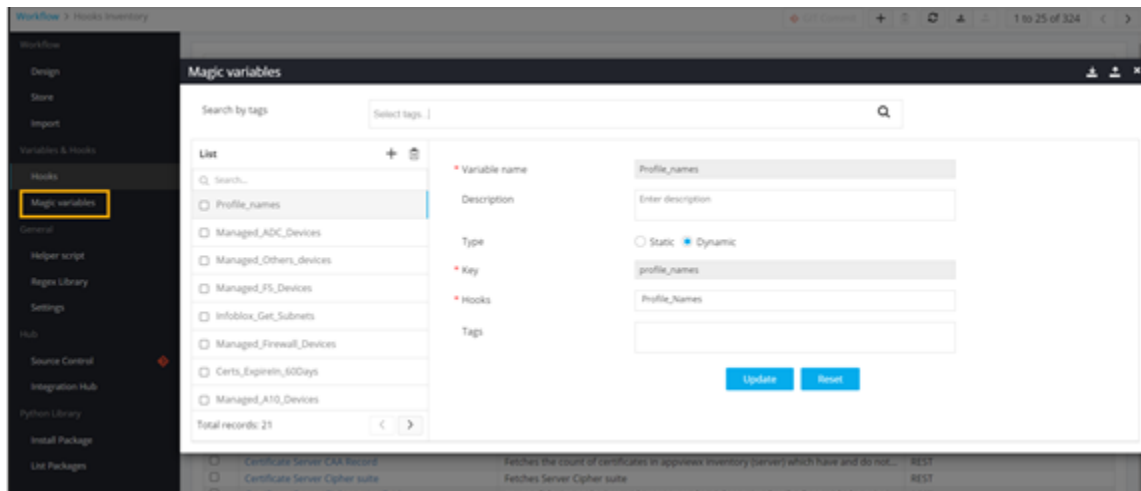 Workflow > Hooks Inventory
Git Commit
1 to 25 of 324
Workflow
Design
Store
Import
Variables & Hooks
Hooks
Magic variables
General
Helper script
Regex Library
Settings
Hub
Source Control
Integration Hub
Python Library
Install Package
List Packages
Magic variables
Search by tags
Select tags...
List
Search...
Profile_names
Managed_ADC_Devices
Managed_Others_devices
Managed_F5_Devices
Infoblox_Get_Subnets
Managed_Firewall_Devices
Certs_ExpireIn_60Days
Managed_A10_Devices
Total records: 21
* Variable name
Profile_names
Description
Enter description
Type
Static
Dynamic
* Key
profile_names
* Hooks
Profile_Names
Tags
Update
Reset
Certificate Server CAA Record
Fetches the count of certificates in appviewx inventory (server) which have and do not...
REST
Certificate Server Cipher suite
Fetches Server Cipher suite
REST